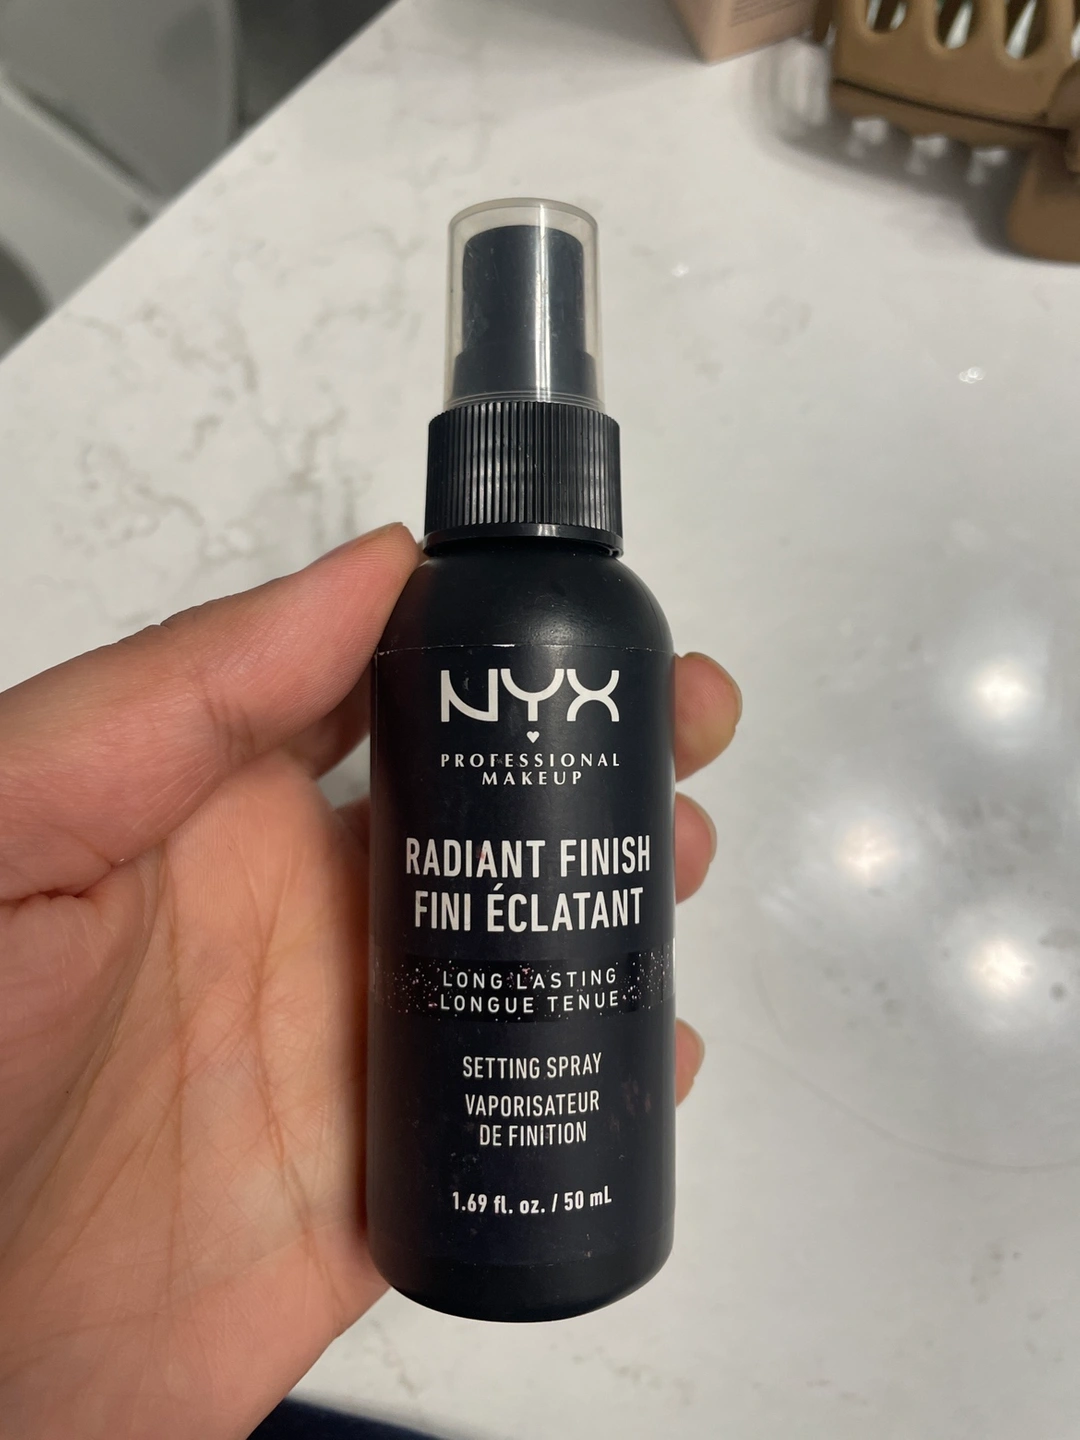 NYX
PROFESSIONAL
MAKEUP
RADIANT FINISH
FINI ÉCLATANT
LONG LASTING
LONGUE TENUE
SETTING SPRAY
VAPORISATEUR
DE FINITION
1.69 fl. oz. / 50 mL